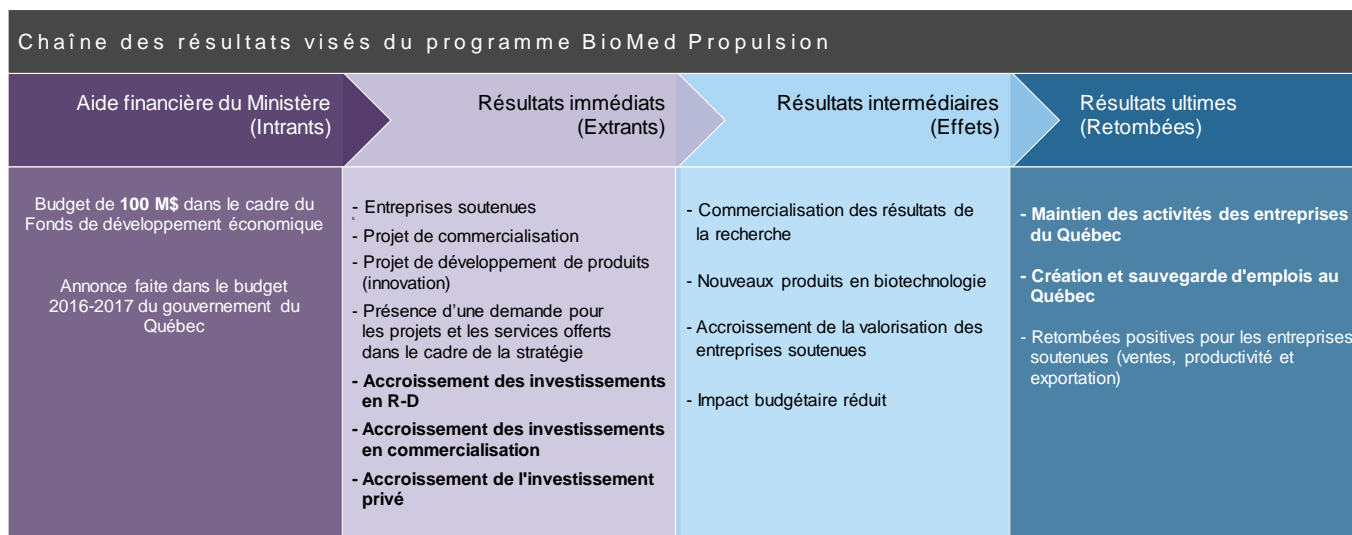 Chaîne des résultats visés du programme BioMed Propulsion
Aide financière du Ministère
(Intrants)
Résultats immédiats
(Extrants)
Résultats intermédiaires
(Effets)
Résultats ultimes
(Retombées)
Budget de 100 M$ dans le cadre du
Fonds de développement économique
Annonce faite dans le budget
2016-2017 du gouvernement du
Québec
- Entreprises soutenues
- Projet de commercialisation
- Projet de développement de produits
(innovation)
- Présence d’une demande pour
les projets et les services offerts
dans le cadre de la stratégie
- Accroissement des investissements
en R-D
- Accroissement des investissements
en commercialisation
- Accroissement de l'investissement
privé
- Commercialisation des résultats de
la recherche
- Nouveaux produits en biotechnologie
- Accroissement de la valorisation des
entreprises soutenues
- Impact budgétaire réduit
- Maintien des activités des entreprises
du Québec
- Création et sauvegarde d'emplois au
Québec
- Retombées positives pour les entreprises
soutenues (ventes, productivité et
exportation)